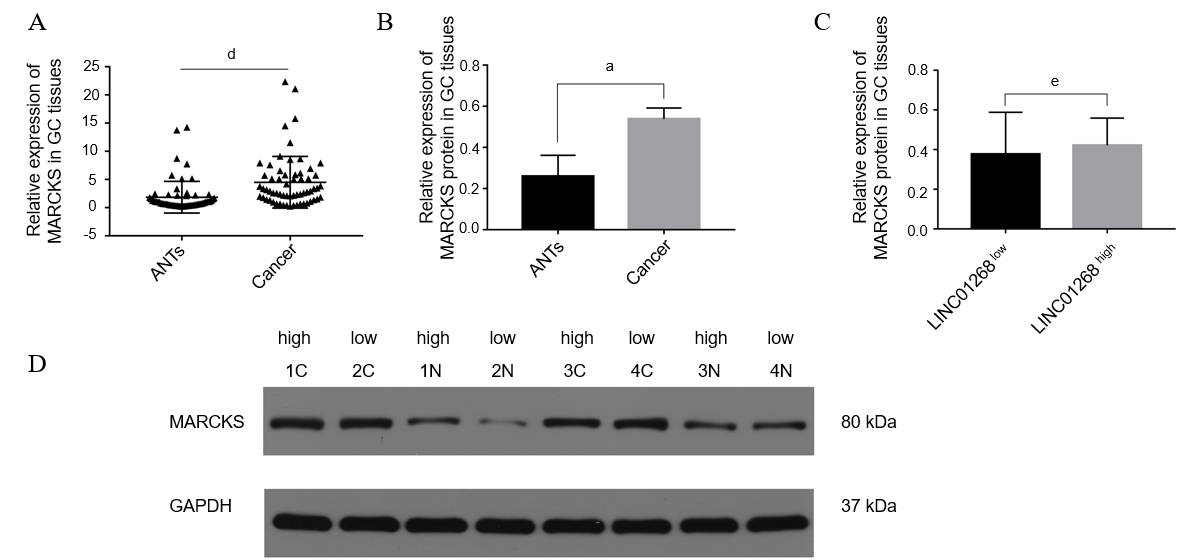 A
Relative expression of
MARCKS in GC tissues
25
20
15
10
5
0
-5
d
ANTs
Cancer
B
Relative expression of
MARCKS protein in GC tissues
0.8
0.6
0.4
0.2
0.0
a
ANTs
Cancer
C
Relative expression of
MARCKS protein in GC tissues
0.8
0.6
0.4
0.2
0.0
e
LINC01268 low
LINC01268 high
D
high low high low high low high low
1C 2C 1N 2N 3C 4C 3N 4N
MARCKS 80 kDa
GAPDH 37 kDa